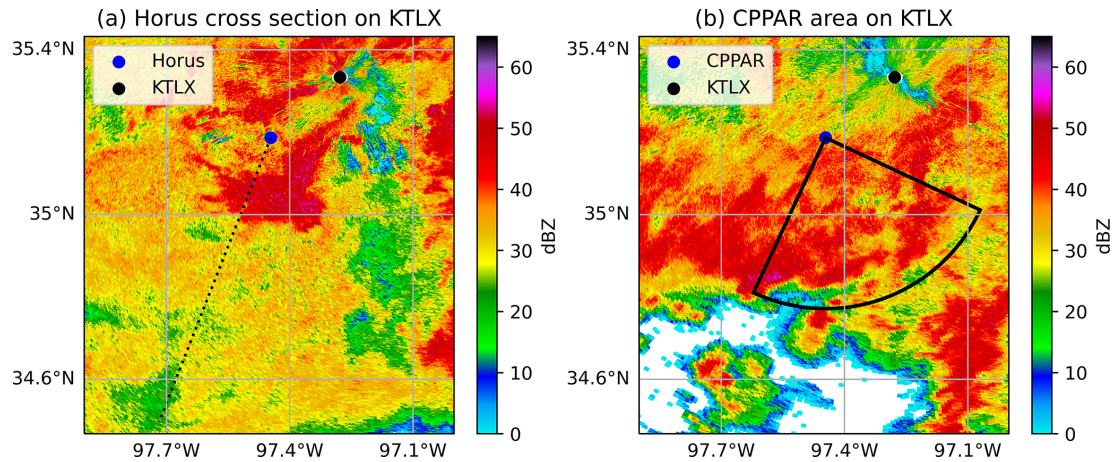 (a) Horus cross section on KTLX
35.4°N
35°N
34.6°N
Horus
KTLX
97.7°W
97.4°W
97.1°W
60
50
40
30
20
10
0
dBZ
(b) CPPAR area on KTLX
35.4°N
35°N
34.6°N
CPPAR
KTLX
97.7°W
97.4°W
97.1°W
60
50
40
30
20
10
0
dBZ